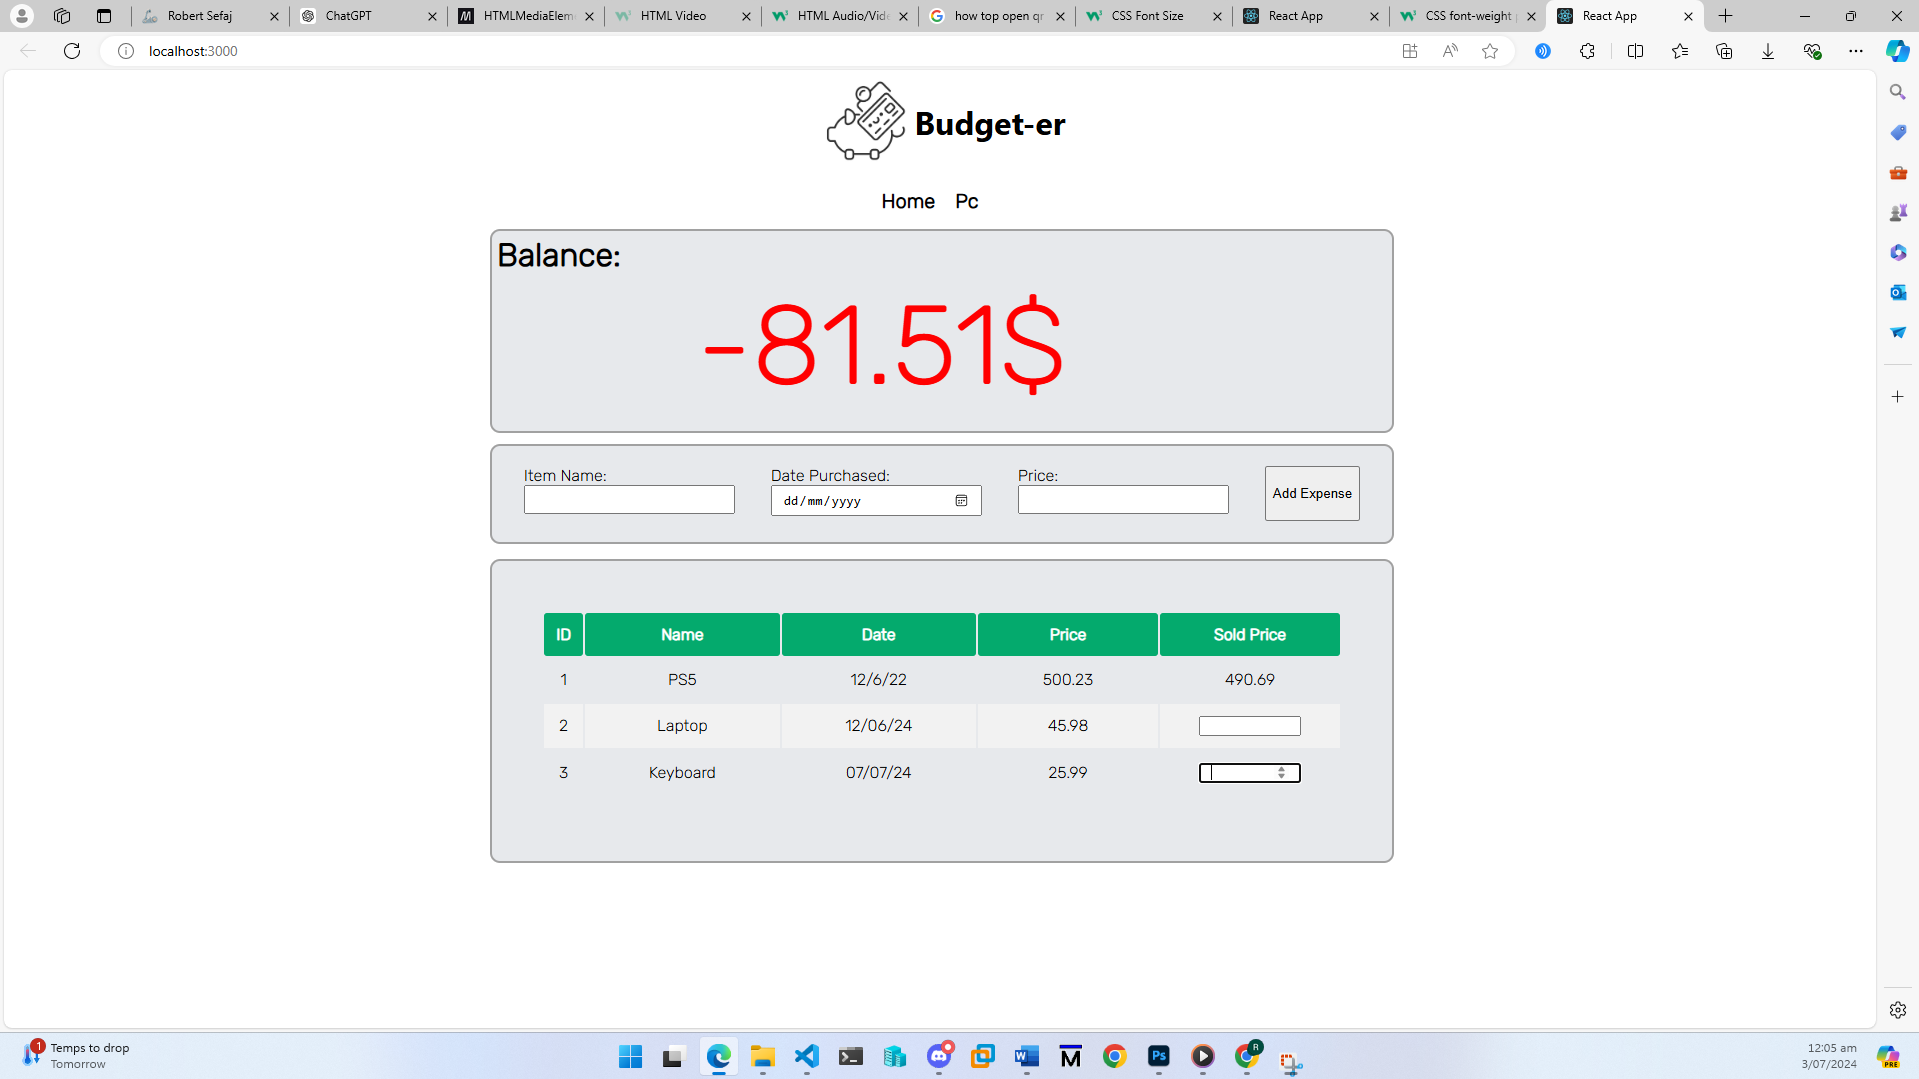 Robert Sefaj
ChatGPT
HTMLMediaElem
HTML Video
HTML Audio/Vide
how top open qr
CSS Font Size
React App
CSS font-weight
React App
localhost:3000
Budget-er
Home Pc
Balance:
-81.51$
Item Name: Date Purchased: Price:
dd/mm/yyyy
Add Expense
ID Name Date Price Sold Price
1 PS5 12/6/22 500.23 490.69
2 Laptop 12/06/24 45.98
3 Keyboard 07/07/24 25.99
1
Temps to drop
Tomorrow
12:05 am
3/07/2024